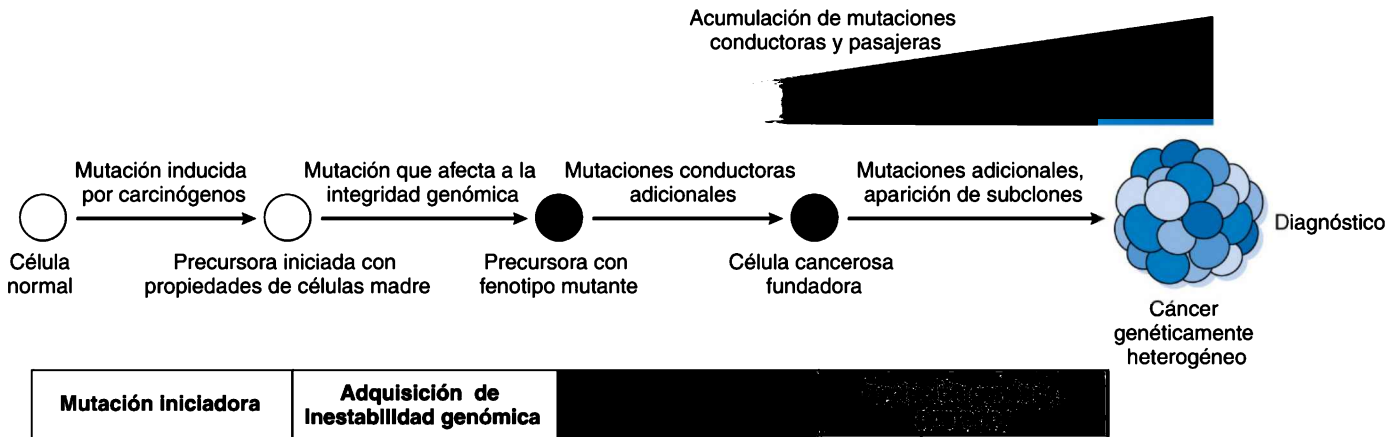 Acumulación de mutaciones
conductoras y pasajeras
Mutación inducida
por carcinógenos
Mutación que afecta a la
integridad genómica
Mutaciones conductoras
adicionales
Mutaciones adicionales,
aparición de subclones
Célula
normal
Precursora iniciada con
propiedades de células madre
Precursora con
fenotipo mutante
Célula cancerosa
fundadora
Diagnóstico
Cáncer
genéticamente
heterogéneo
Mutación iniciadora
Adquisición de
inestabilidad genómica